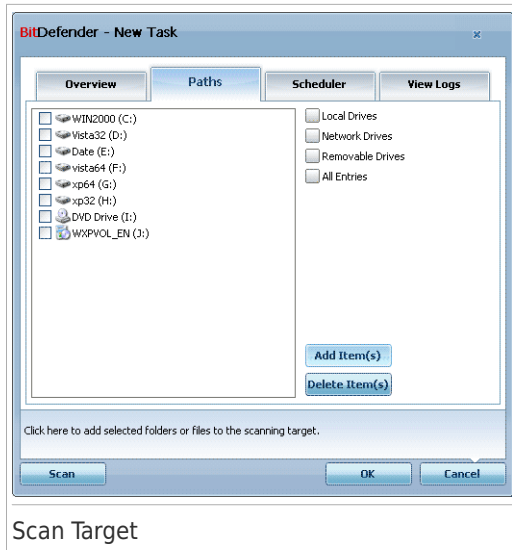 BitDefender - New Task
Overview
Paths
Scheduler
View Logs
WIN2000 (C:)
Vista32 (D:)
Date (E:)
vista64 (F:)
xp64 (G:)
xp32 (H:)
DVD Drive (I:)
WXPVOL_EN (J:)
Local Drives
Network Drives
Removable Drives
All Entries
Add Item(s)
Delete Item(s)
Click here to add selected folders or files to the scanning target.
Scan
OK
Cancel
Scan Target